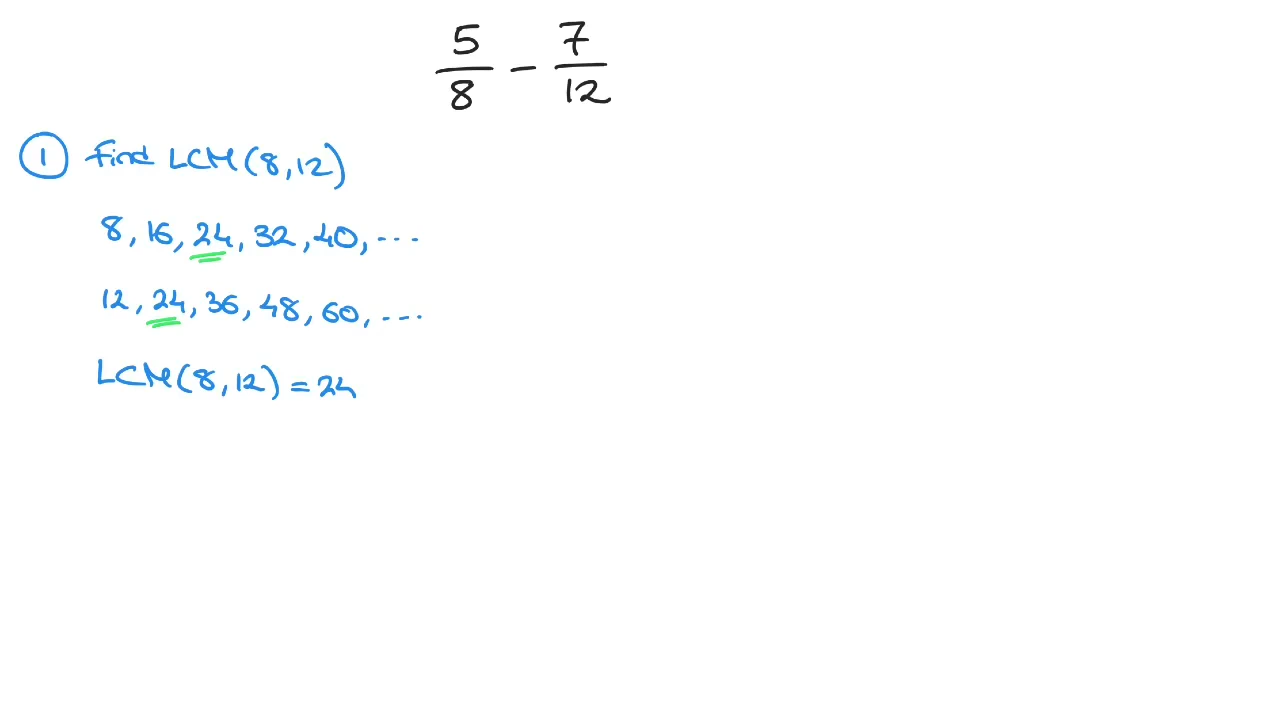 5/8 - 7/12
1 find LCM(8,12)
8, 16, 24, 32, 40, ...
12, 24, 36, 48, 60, ...
LCM(8,12) = 24